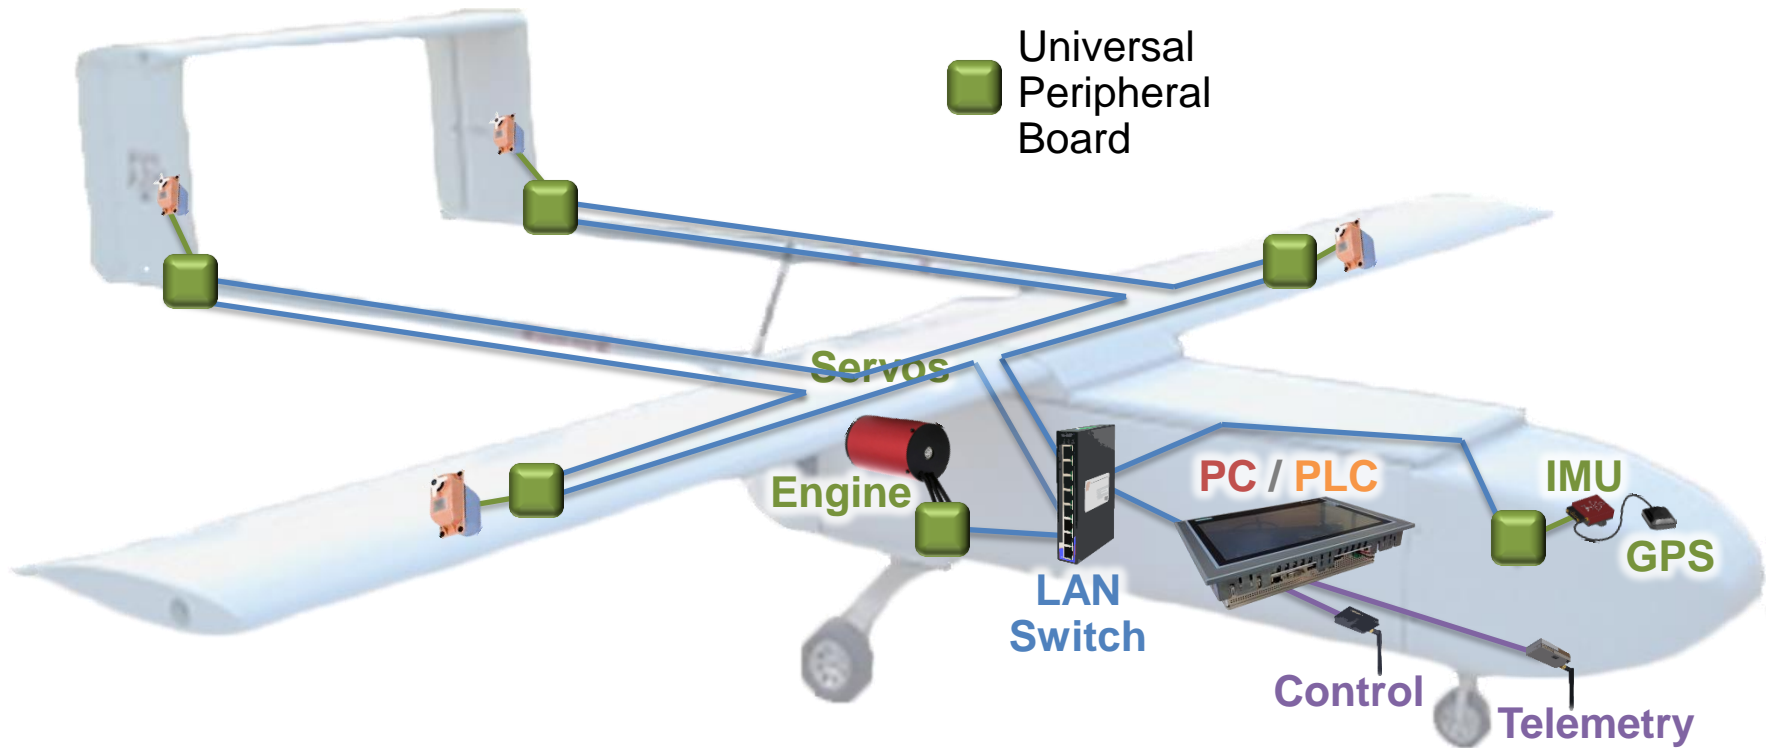 Universal
Peripheral
Board
Servos
Engine
PC / PLC
IMU
GPS
LAN
Switch
Control
Telemetry